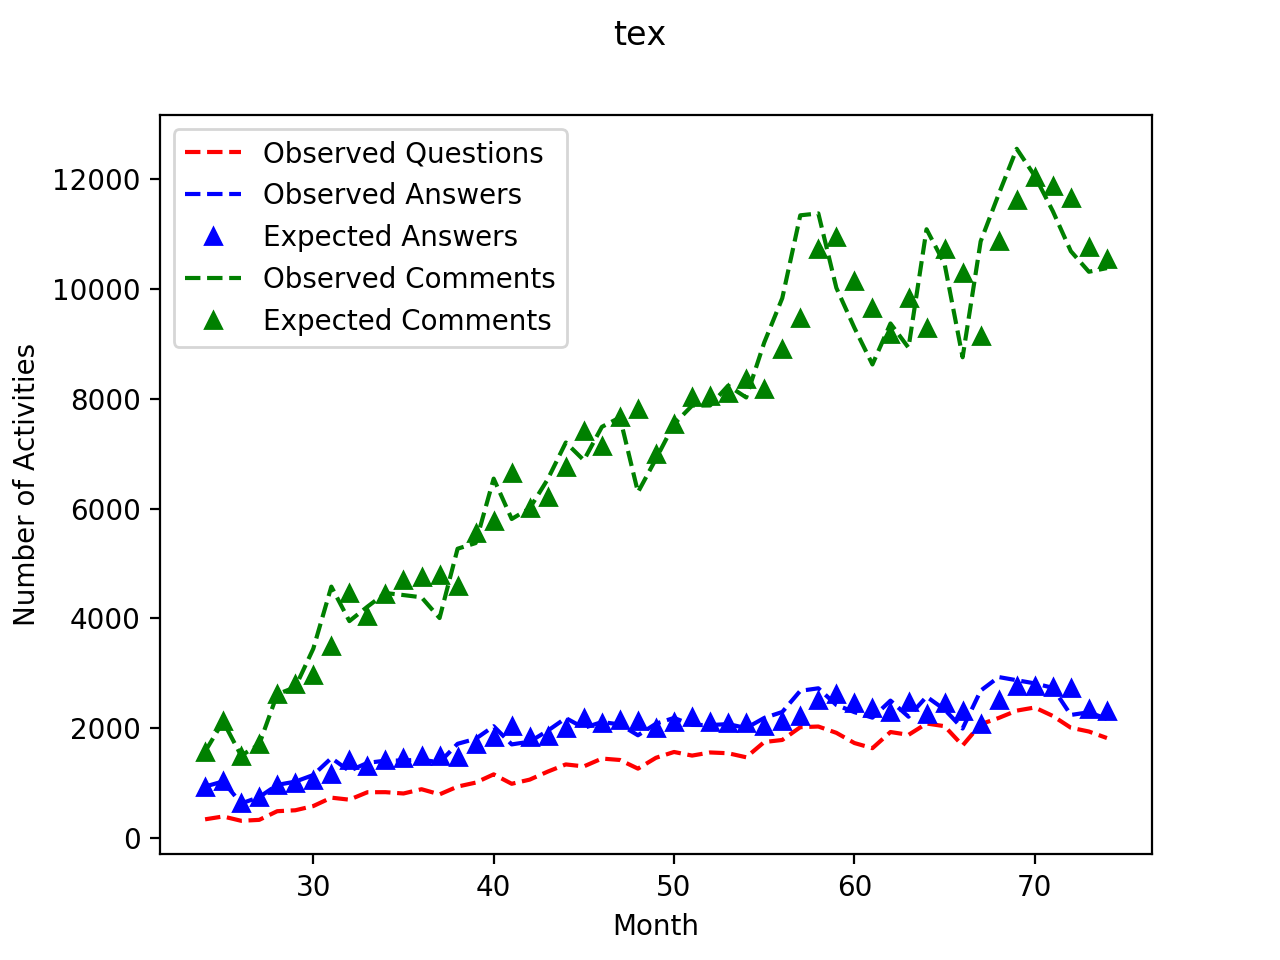 tex
Observed Questions
Observed Answers
Expected Answers
Observed Comments
Expected Comments
12000
10000
8000
6000
4000
2000
0
Number of Activities
30 40 50 60 70
Month